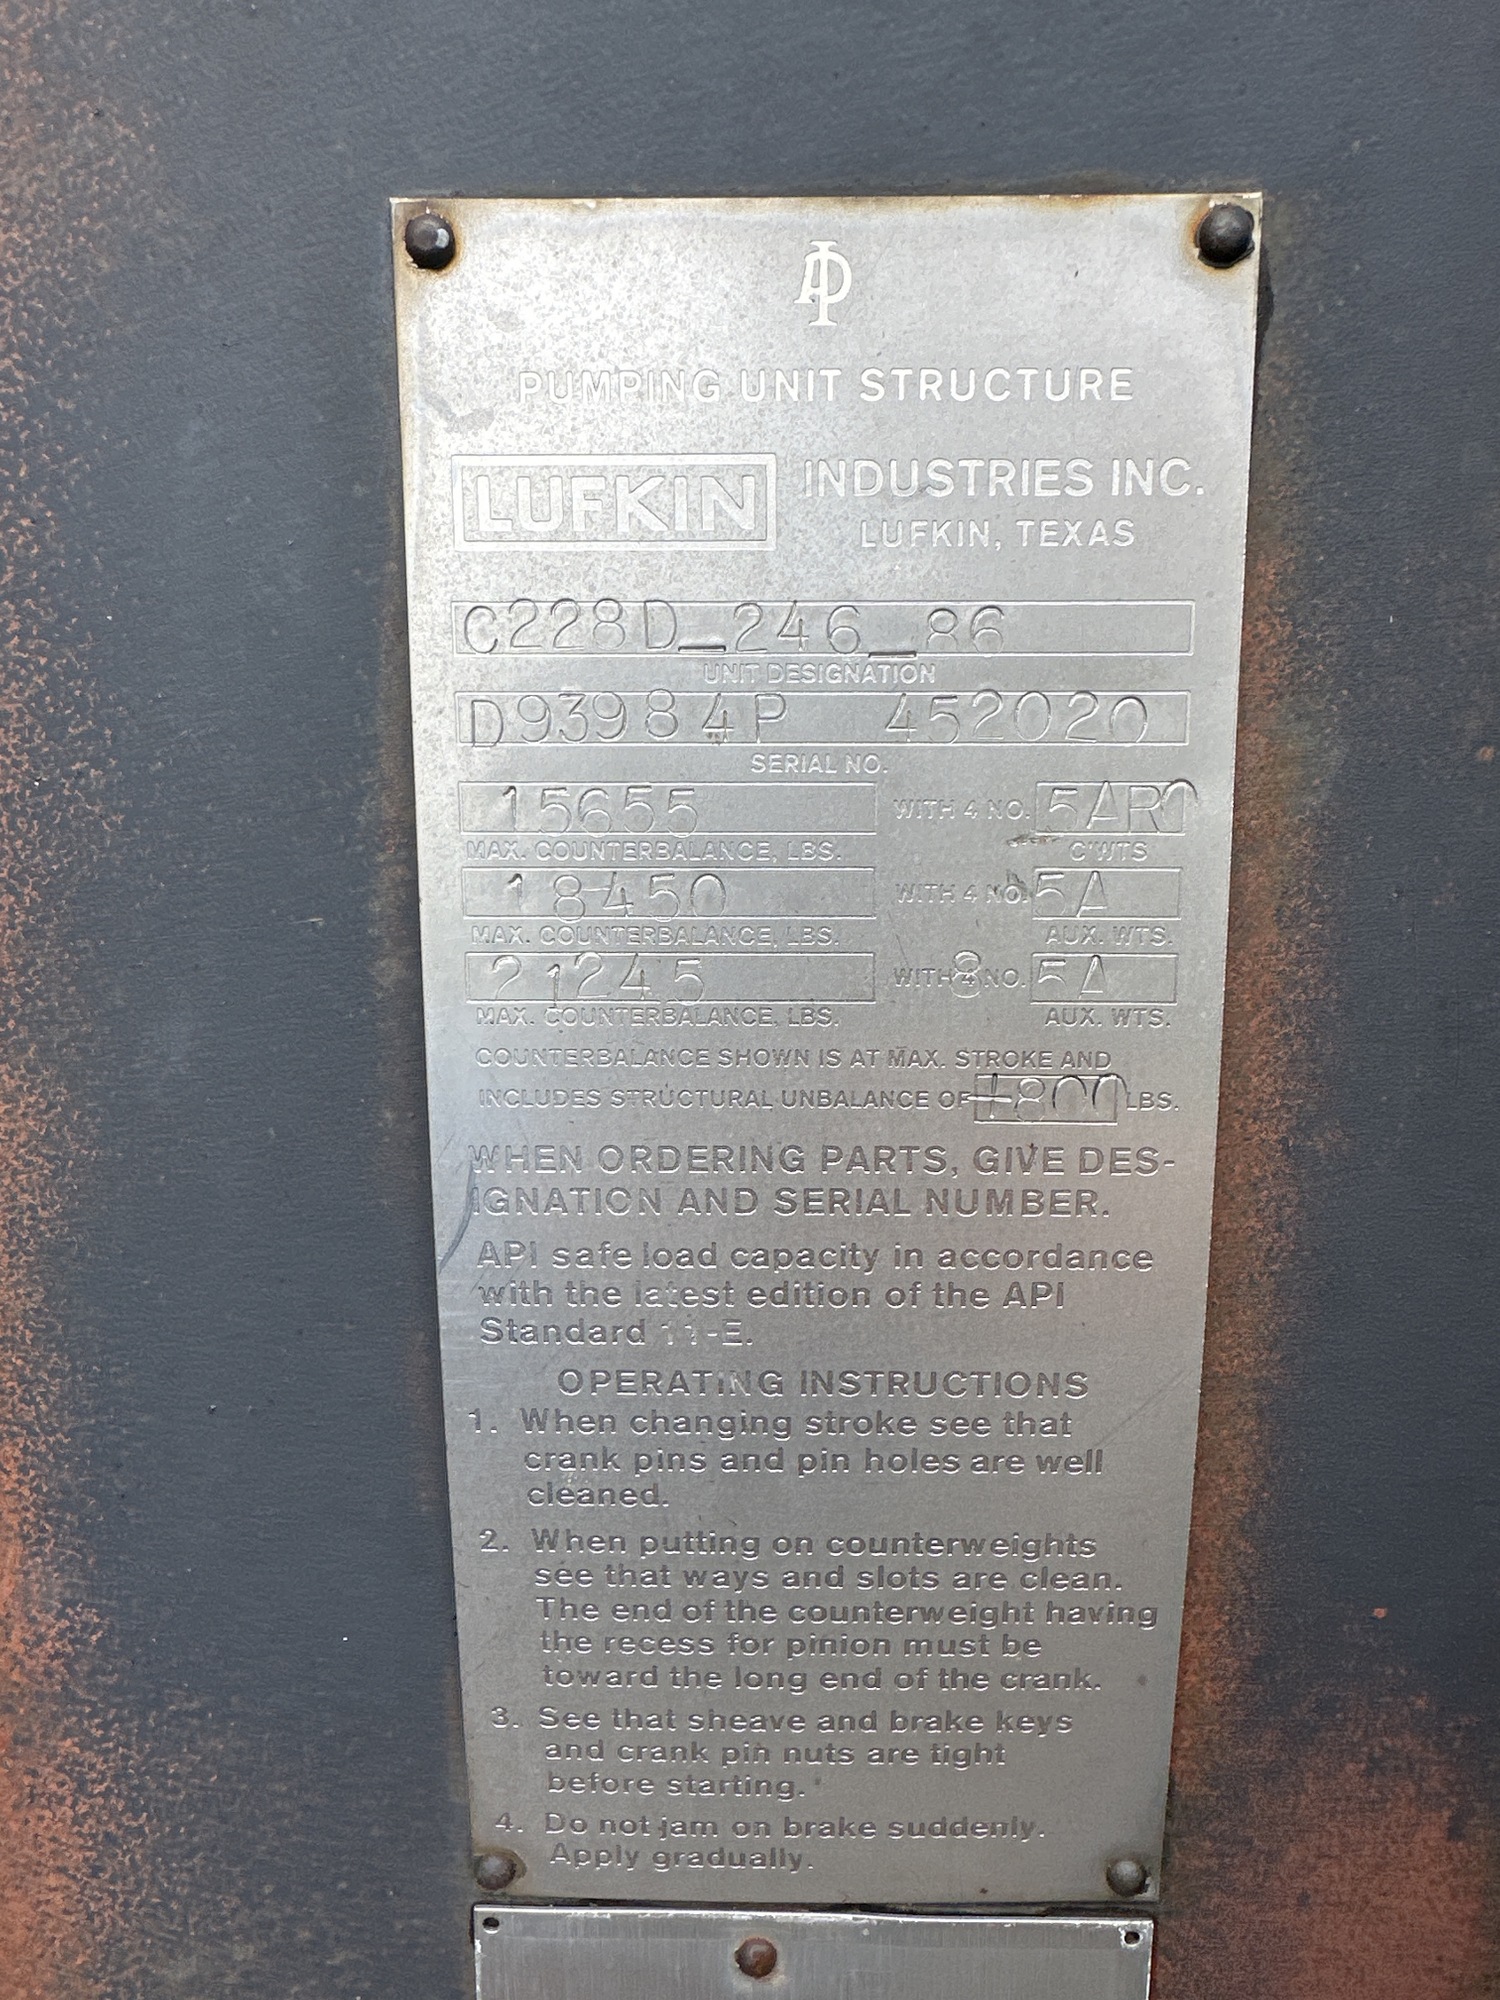 API
PUMPING UNIT STRUCTURE
LUFKIN INDUSTRIES INC.
LUFKIN, TEXAS
C228D_246_86
UNIT DESIGNATION
D93984P 452020
SERIAL NO.
15655 WITH 4 NO. 5ARO
MAX. COUNTERBALANCE, LBS. C'WTS
18450 WITH 4 NO. 5A
MAX. COUNTERBALANCE, LBS. AUX. WTS.
21245 WITH 8 NO. 5A
MAX. COUNTERBALANCE, LBS. AUX. WTS.
COUNTERBALANCE SHOWN IS AT MAX. STROKE AND
INCLUDES STRUCTURAL UNBALANCE OF +800 LBS.
WHEN ORDERING PARTS, GIVE DES-
IGNATION AND SERIAL NUMBER.
API safe load capacity in accordance
with the latest edition of the API
Standard 11-E.
OPERATING INSTRUCTIONS
1. When changing stroke see that
crank pins and pin holes are well
cleaned.
2. When putting on counterweights
see that ways and slots are clean.
The end of the counterweight having
the recess for pinion must be
toward the long end of the crank.
3. See that sheave and brake keys
and crank pin nuts are tight
before starting.
4. Do not jam on brake suddenly.
Apply gradually.